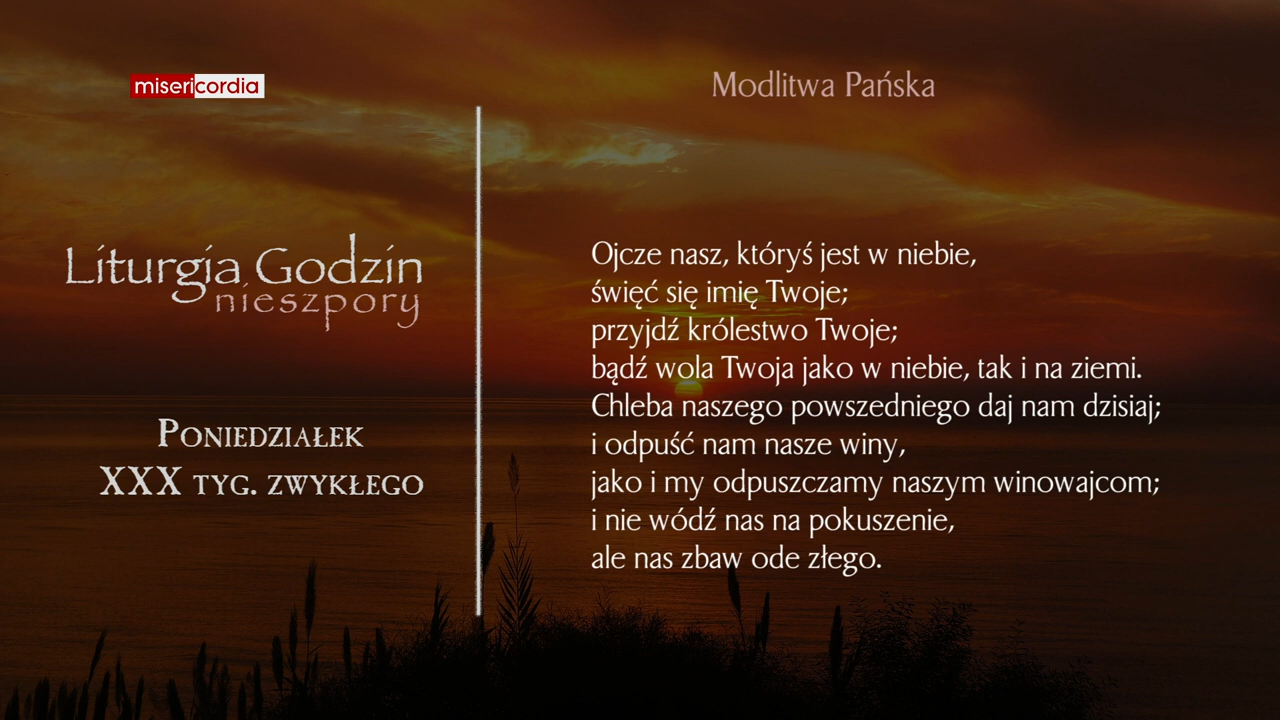 misericordia
Liturgia Godzin
nieszpory
Poniedziałek
XXX tyg. zwykłego
Modlitwa Pańska
Ojcze nasz, któryś jest w niebie,
święć się imię Twoje;
przyjdź królestwo Twoje;
bądź wola Twoja jako w niebie, tak i na ziemi.
Chleba naszego powszedniego daj nam dzisiaj;
i odpuść nam nasze winy,
jako i my odpuszczamy naszym winowajcom;
i nie wódź nas na pokuszenie,
ale nas zbaw ode złego.